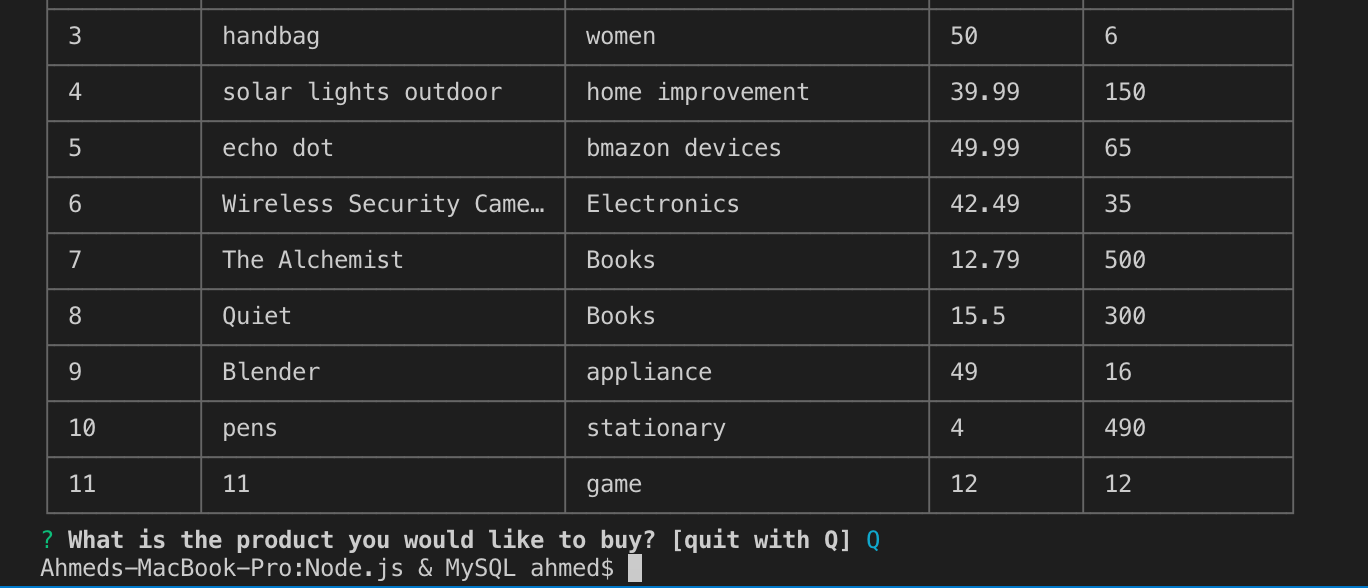 3 handbag women 50 6
4 solar lights outdoor home improvement 39.99 150
5 echo dot bmazon devices 49.99 65
6 Wireless Security Came… Electronics 42.49 35
7 The Alchemist Books 12.79 500
8 Quiet Books 15.5 300
9 Blender appliance 49 16
10 pens stationary 4 490
11 11 game 12 12
? What is the product you would like to buy? [quit with Q] Q
Ahmeds-MacBook-Pro:Node.js & MySQL ahmed$